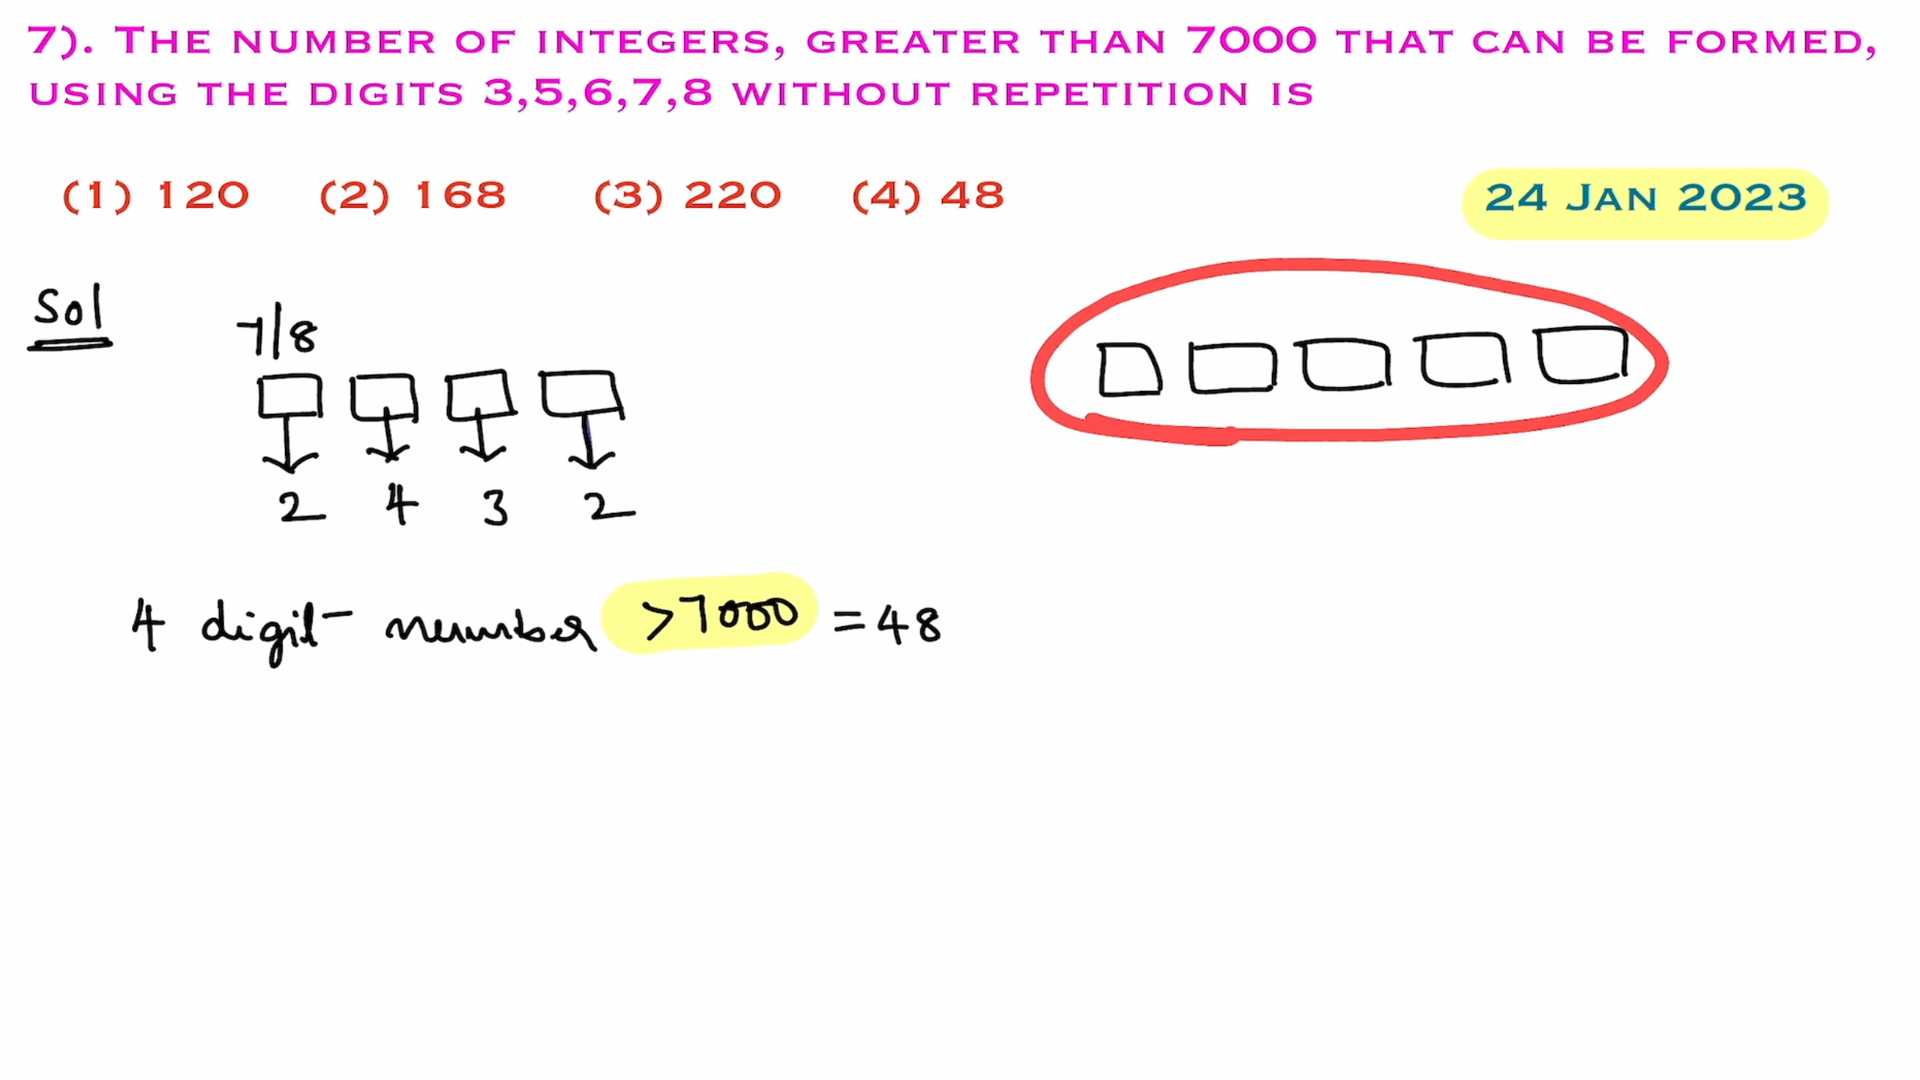 7). THE NUMBER OF INTEGERS, GREATER THAN 7000 THAT CAN BE FORMED,
USING THE DIGITS 3,5,6,7,8 WITHOUT REPETITION IS
(1) 120 (2) 168 (3) 220 (4) 48
24 JAN 2023
Sol
7/8
2 4 3 2
4 digit number >7000 = 48